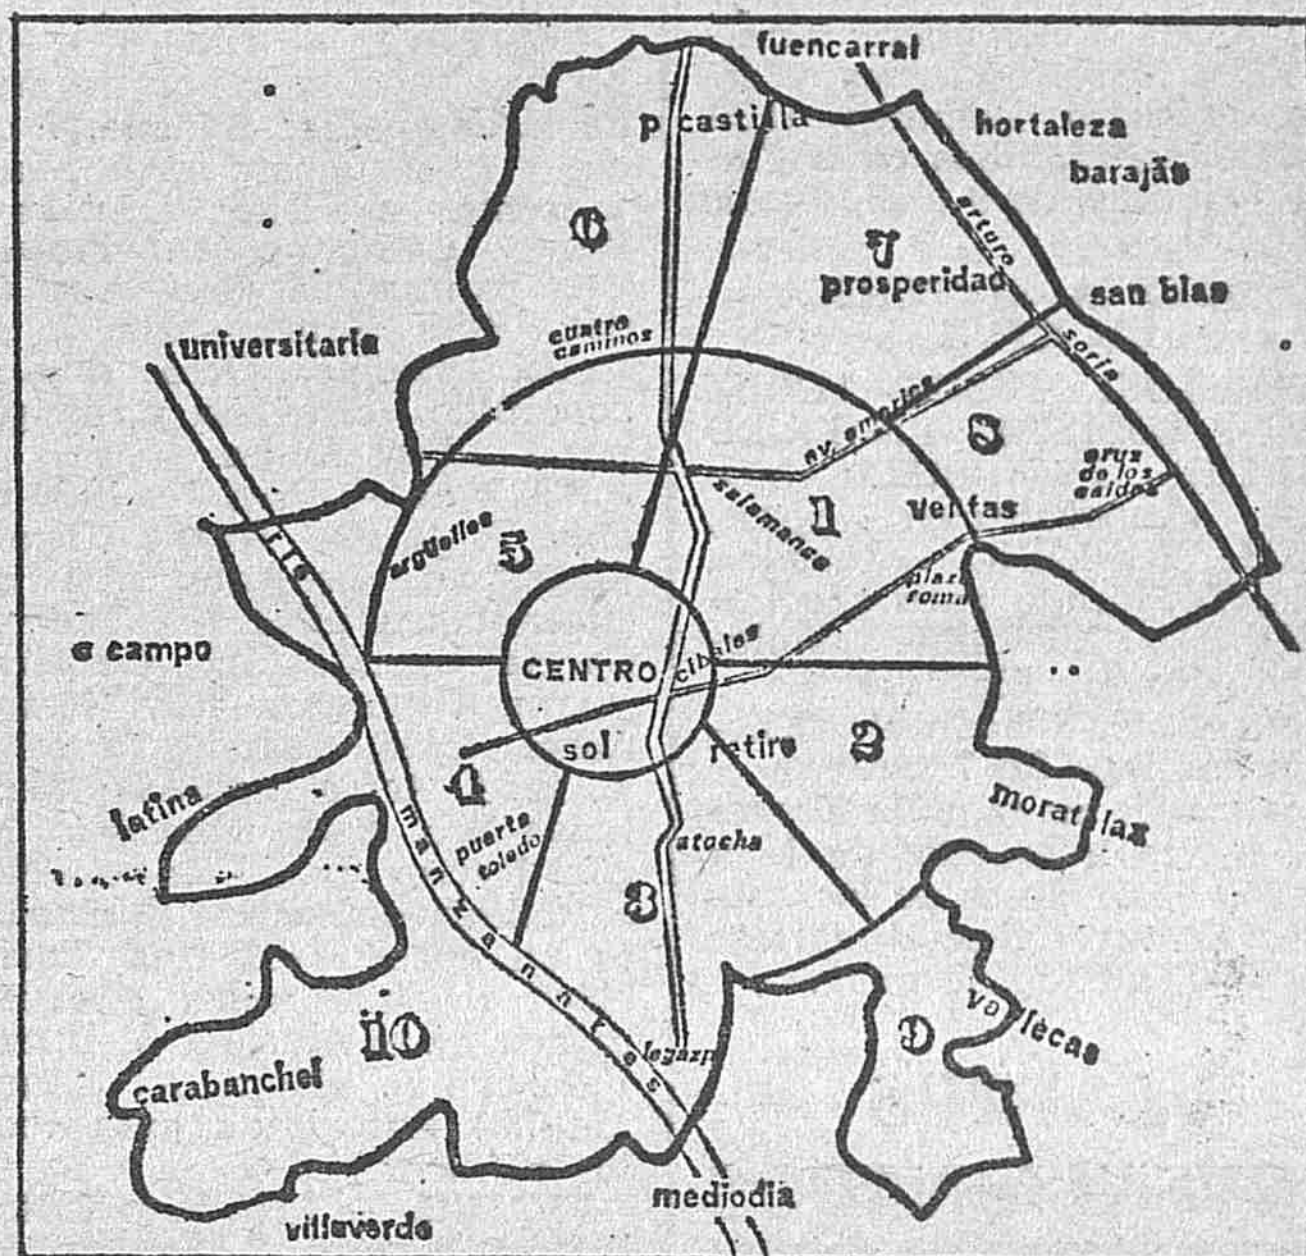 fuencarral
p castilla
hortaleza
barajas
6
arturo
7
prosperidad
san blas
universitaria
cuatro
caminos
soria
av. america
8
cruz
de los
caidos
salamanca
1
ventas
rio
argüelles
5
plaza
roma
c campo
CENTRO
cibeles
sol
retiro
2
4
latina
moratalaz
manzanares
puerta
toledo
atocha
3
10
legazpi
9
vallecas
carabanchel
mediodia
villaverde